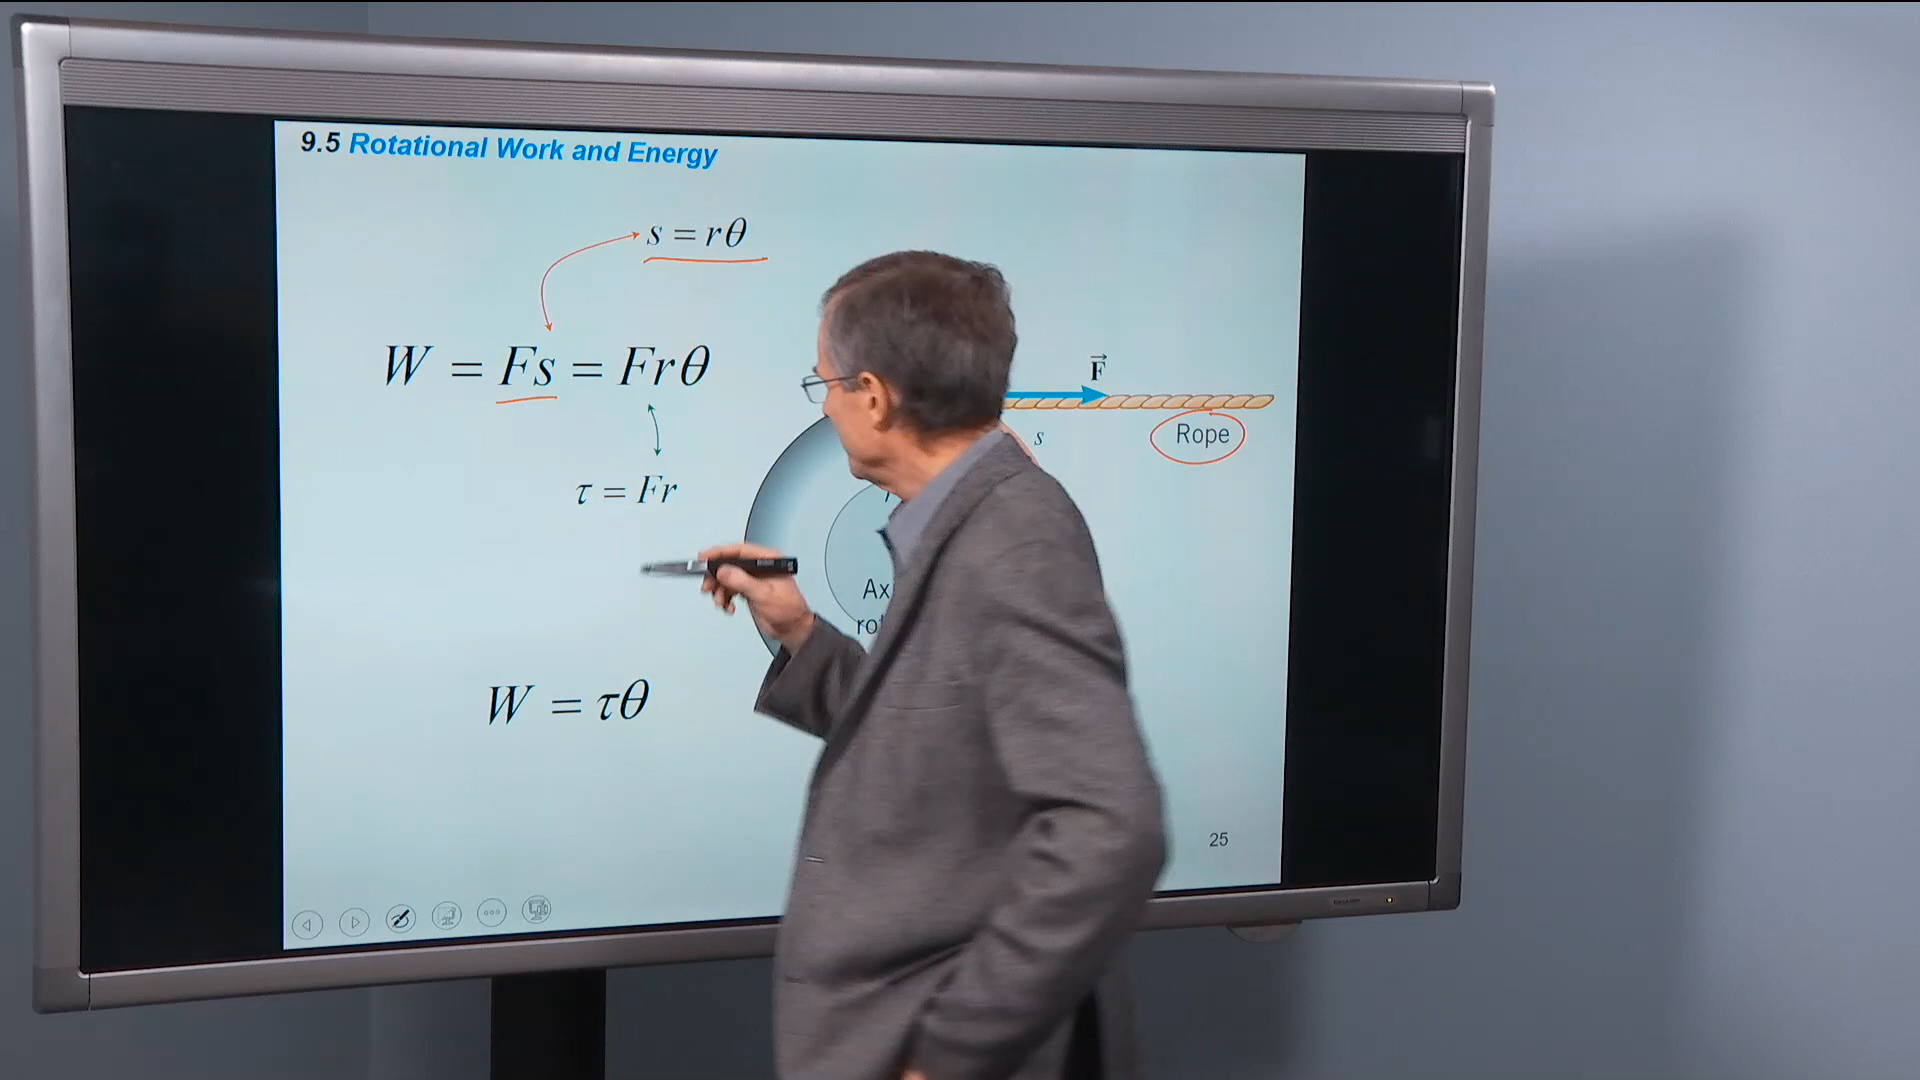 9.5 Rotational Work and Energy
s = rθ
W = Fs = Frθ
F⃗
s
Rope
τ = Fr
W = τθ
25